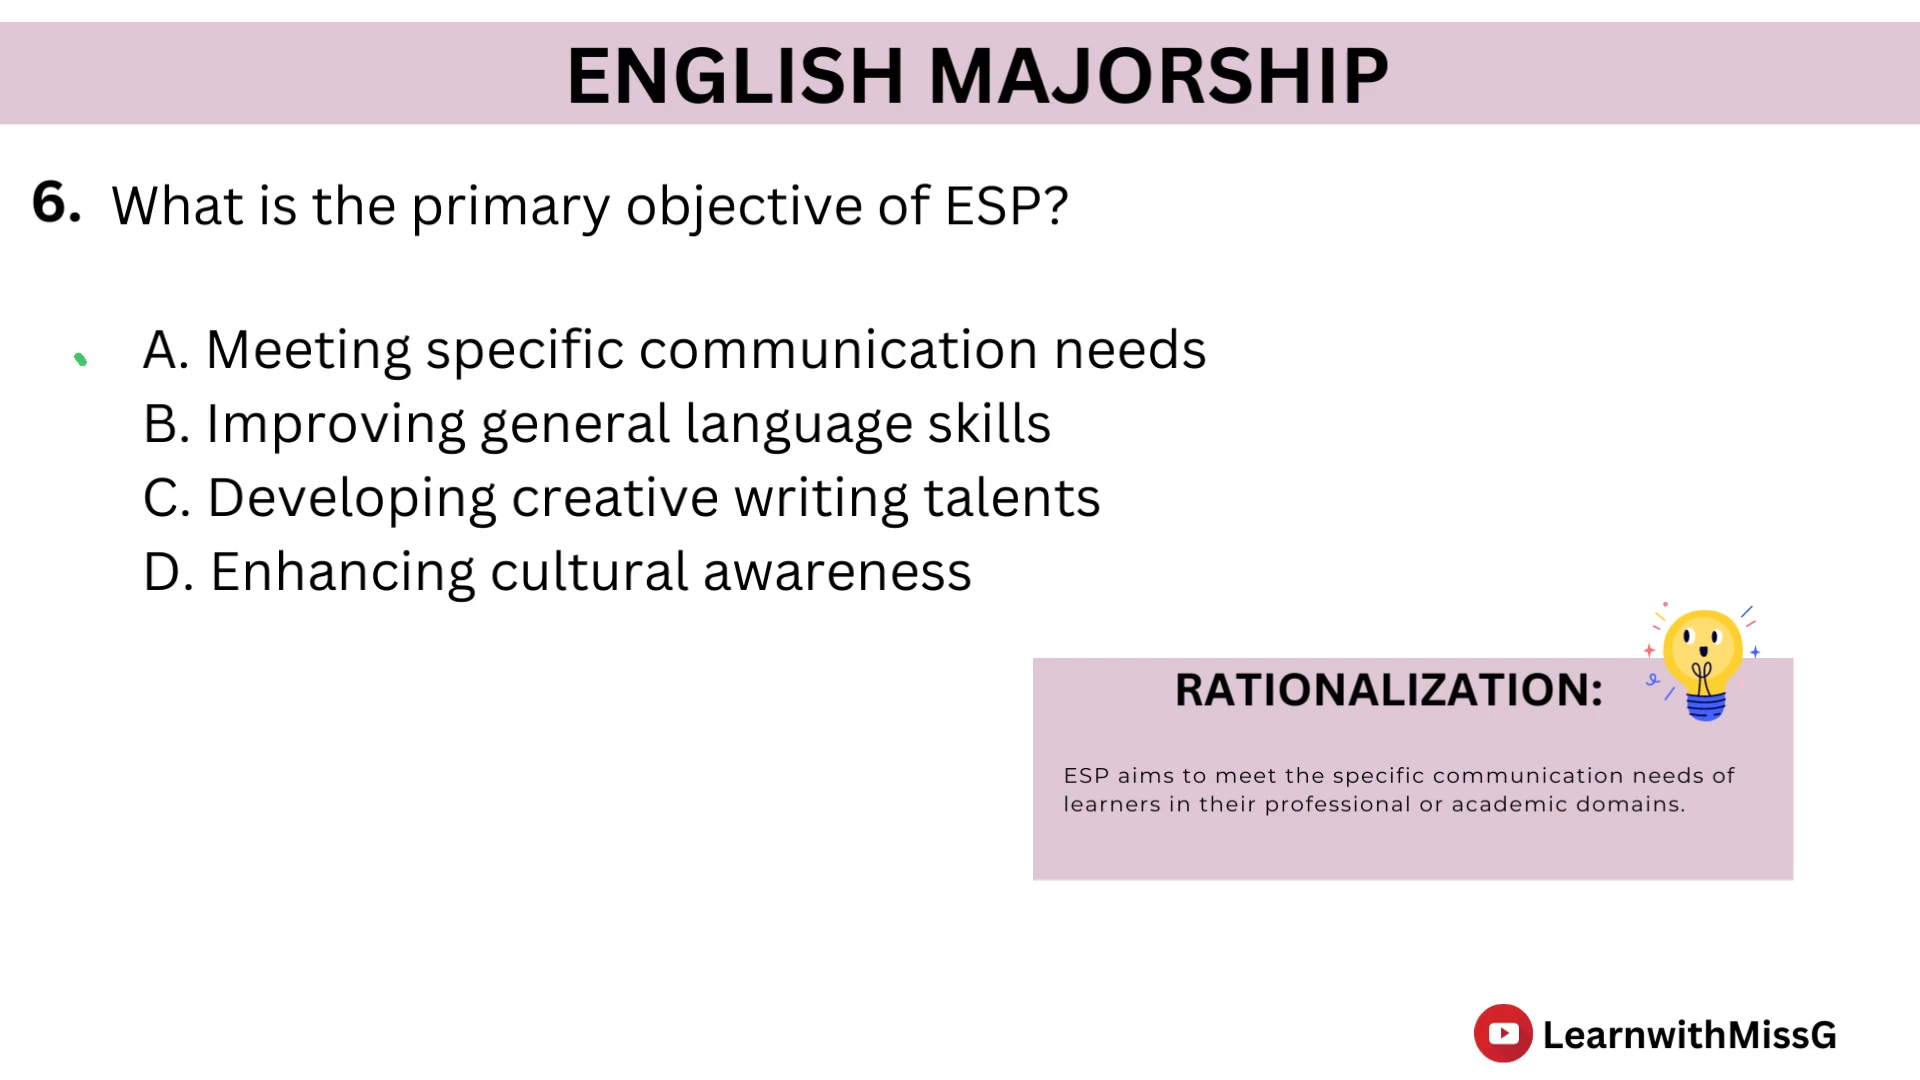 ENGLISH MAJORSHIP
6. What is the primary objective of ESP?
A. Meeting specific communication needs
B. Improving general language skills
C. Developing creative writing talents
D. Enhancing cultural awareness
RATIONALIZATION:
ESP aims to meet the specific communication needs of
learners in their professional or academic domains.
LearnwithMissG